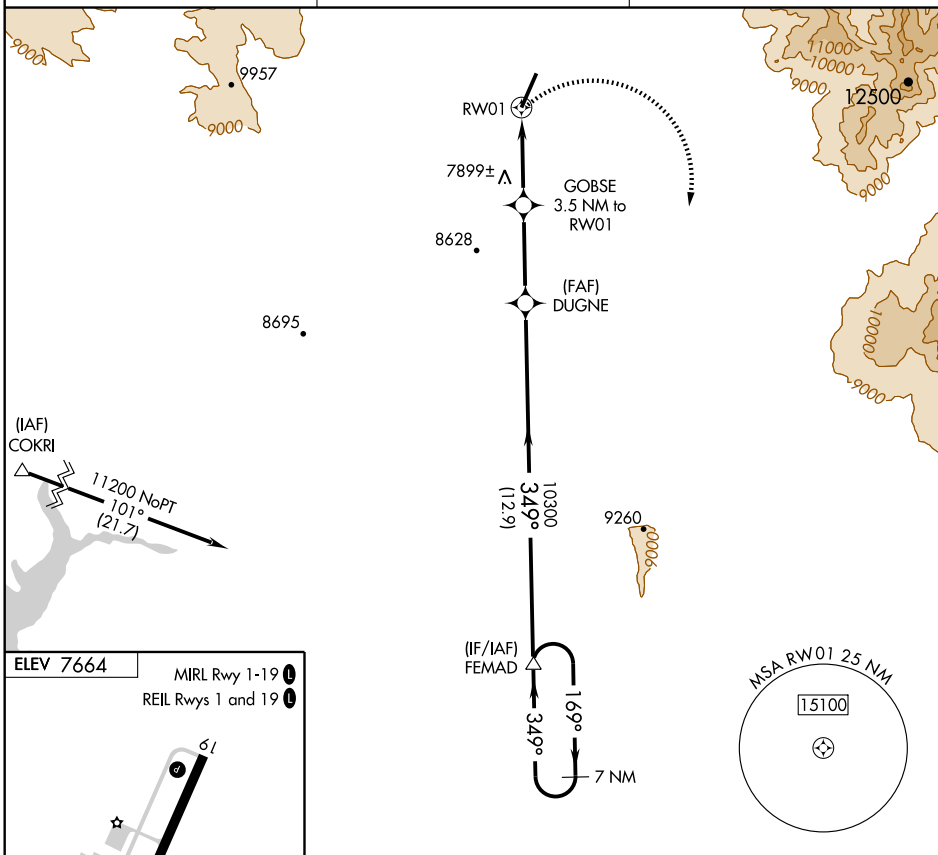 9000
9957
9000
11000
10000
9000
12500
9000
RW01
7899±
GOBSE
3.5 NM to
RW01
8628
(FAF)
DUGNE
8695
10000
9000
(IAF)
COKRI
11200 NoPT
101°
(21.7)
10300
349°
(12.9)
9260
9000
(IF/IAF)
FEMAD
349°
169°
7 NM
MSA RW01 25 NM
15100
ELEV 7664
MIRL Rwy 1-19 L
REIL Rwys 1 and 19 L
19
P